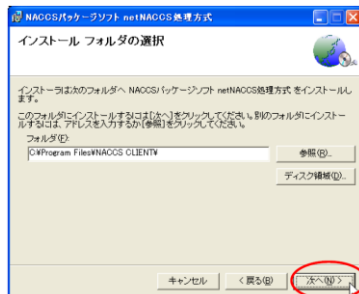 NACCSパッケージソフト netNACCS処理方式
インストール フォルダの選択
インストーラは次のフォルダへ NACCSパッケージソフト netNACCS処理方式 をインストールし
ます。
このフォルダにインストールするには[次へ]をクリックしてください。別のフォルダにインストー
ルするには、アドレスを入力するか[参照]をクリックしてください。
フォルダ(F):
C:¥Program Files¥NACCS CLIENT¥
参照(R)...
ディスク領域(D)...
キャンセル
< 戻る(B)
次へ(N) >